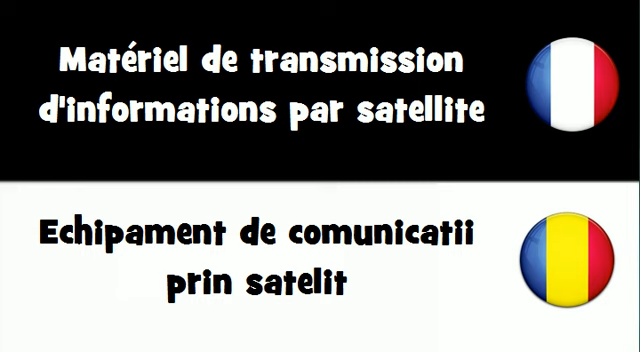 Matériel de transmission
d'informations par satellite
Echipament de comunicatii
prin satelit